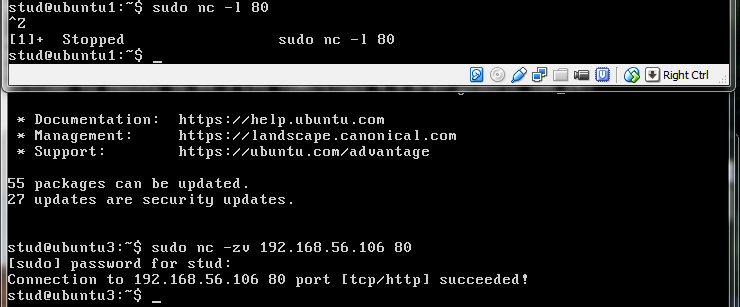 stud@ubuntu1:~$ sudo nc -l 80
^Z
[1]+  Stopped                 sudo nc -l 80
stud@ubuntu1:~$ _
Right Ctrl
* Documentation:  https://help.ubuntu.com
* Management:     https://landscape.canonical.com
* Support:        https://ubuntu.com/advantage
55 packages can be updated.
27 updates are security updates.
stud@ubuntu3:~$ sudo nc -zv 192.168.56.106 80
[sudo] password for stud:
Connection to 192.168.56.106 80 port [tcp/http] succeeded!
stud@ubuntu3:~$ _